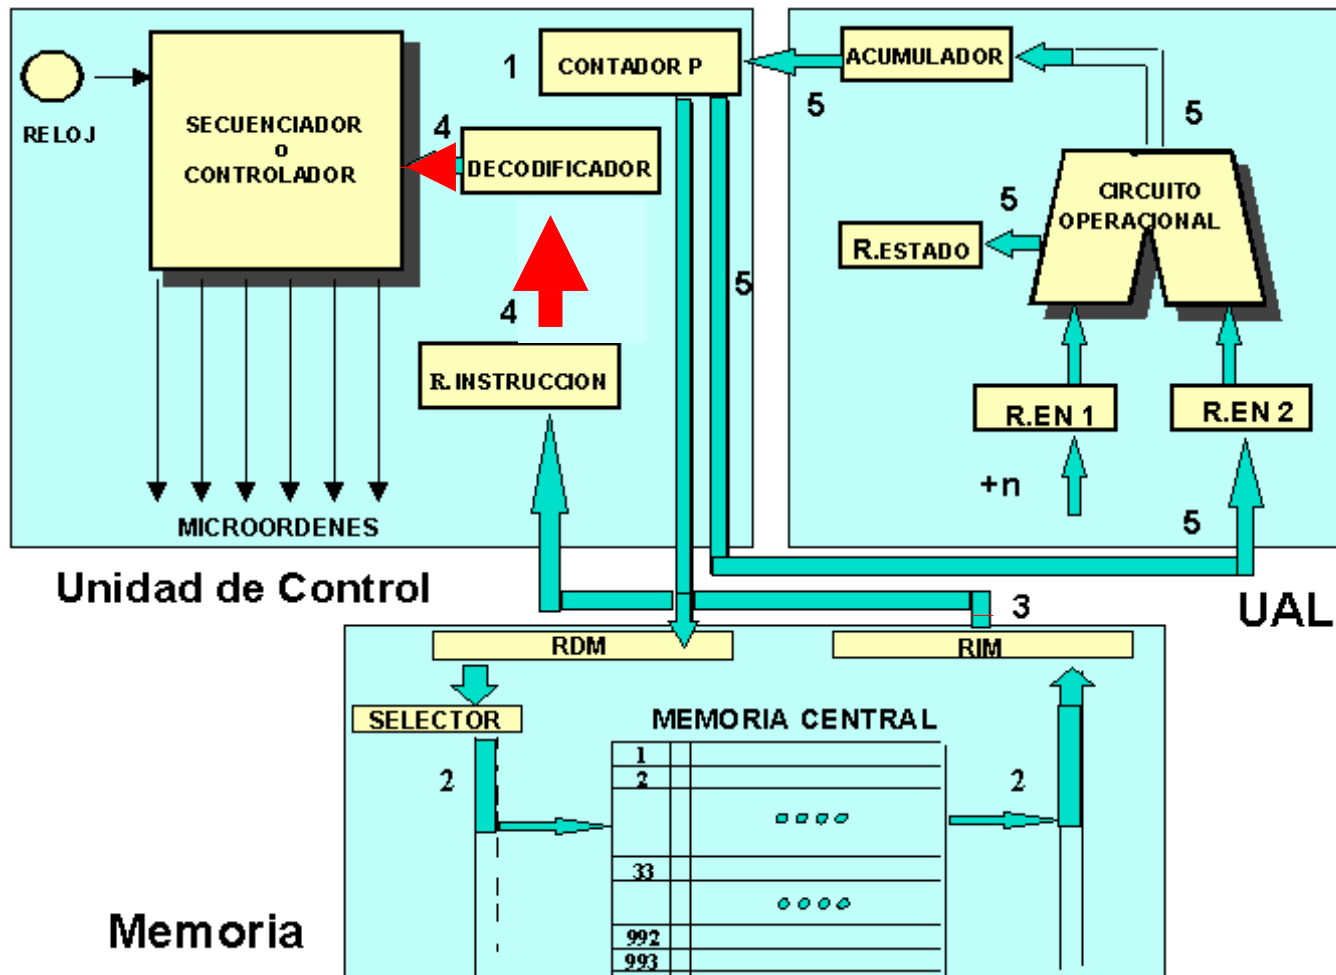 RELOJ
SECUENCIADOR
o
CONTROLADOR
1
CONTADOR P
4
DECODIFICADOR
4
R.INSTRUCCION
5
MICROORDENES
Unidad de Control
ACUMULADOR
5
5
CIRCUITO
OPERACIONAL
5
R.ESTADO
R.EN 1
R.EN 2
+n
5
UAL
3
RDM
RIM
SELECTOR
MEMORIA CENTRAL
2
1
2
2
33
992
993
Memoria